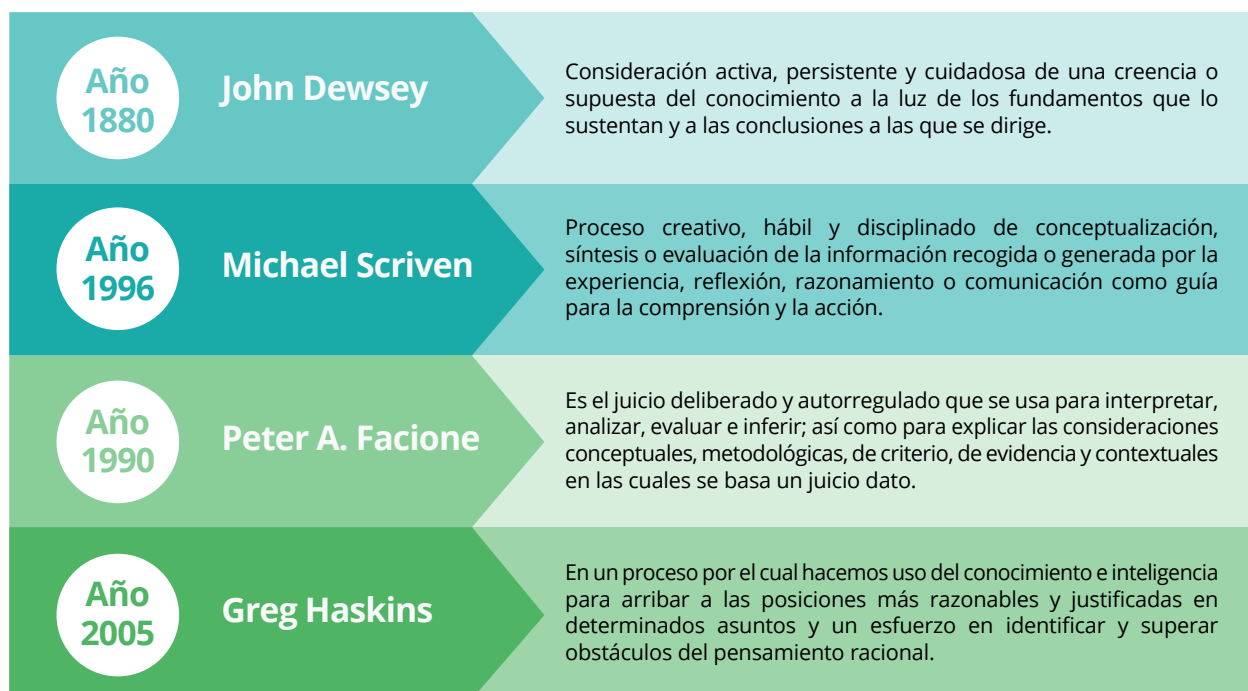 Año
1880
John Dewsey
Consideración activa, persistente y cuidadosa de una creencia o
supuesta del conocimiento a la luz de los fundamentos que lo
sustentan y a las conclusiones a las que se dirige.
Año
1996
Michael Scriven
Proceso creativo, hábil y disciplinado de conceptualización,
síntesis o evaluación de la información recogida o generada por la
experiencia, reflexión, razonamiento o comunicación como guía
para la comprensión y la acción.
Año
1990
Peter A. Facione
Es el juicio deliberado y autorregulado que se usa para interpretar,
analizar, evaluar e inferir; así como para explicar las consideraciones
conceptuales, metodológicas, de criterio, de evidencia y contextuales
en las cuales se basa un juicio dato.
Año
2005
Greg Haskins
En un proceso por el cual hacemos uso del conocimiento e inteligencia
para arribar a las posiciones más razonables y justificadas en
determinados asuntos y un esfuerzo en identificar y superar
obstáculos del pensamiento racional.